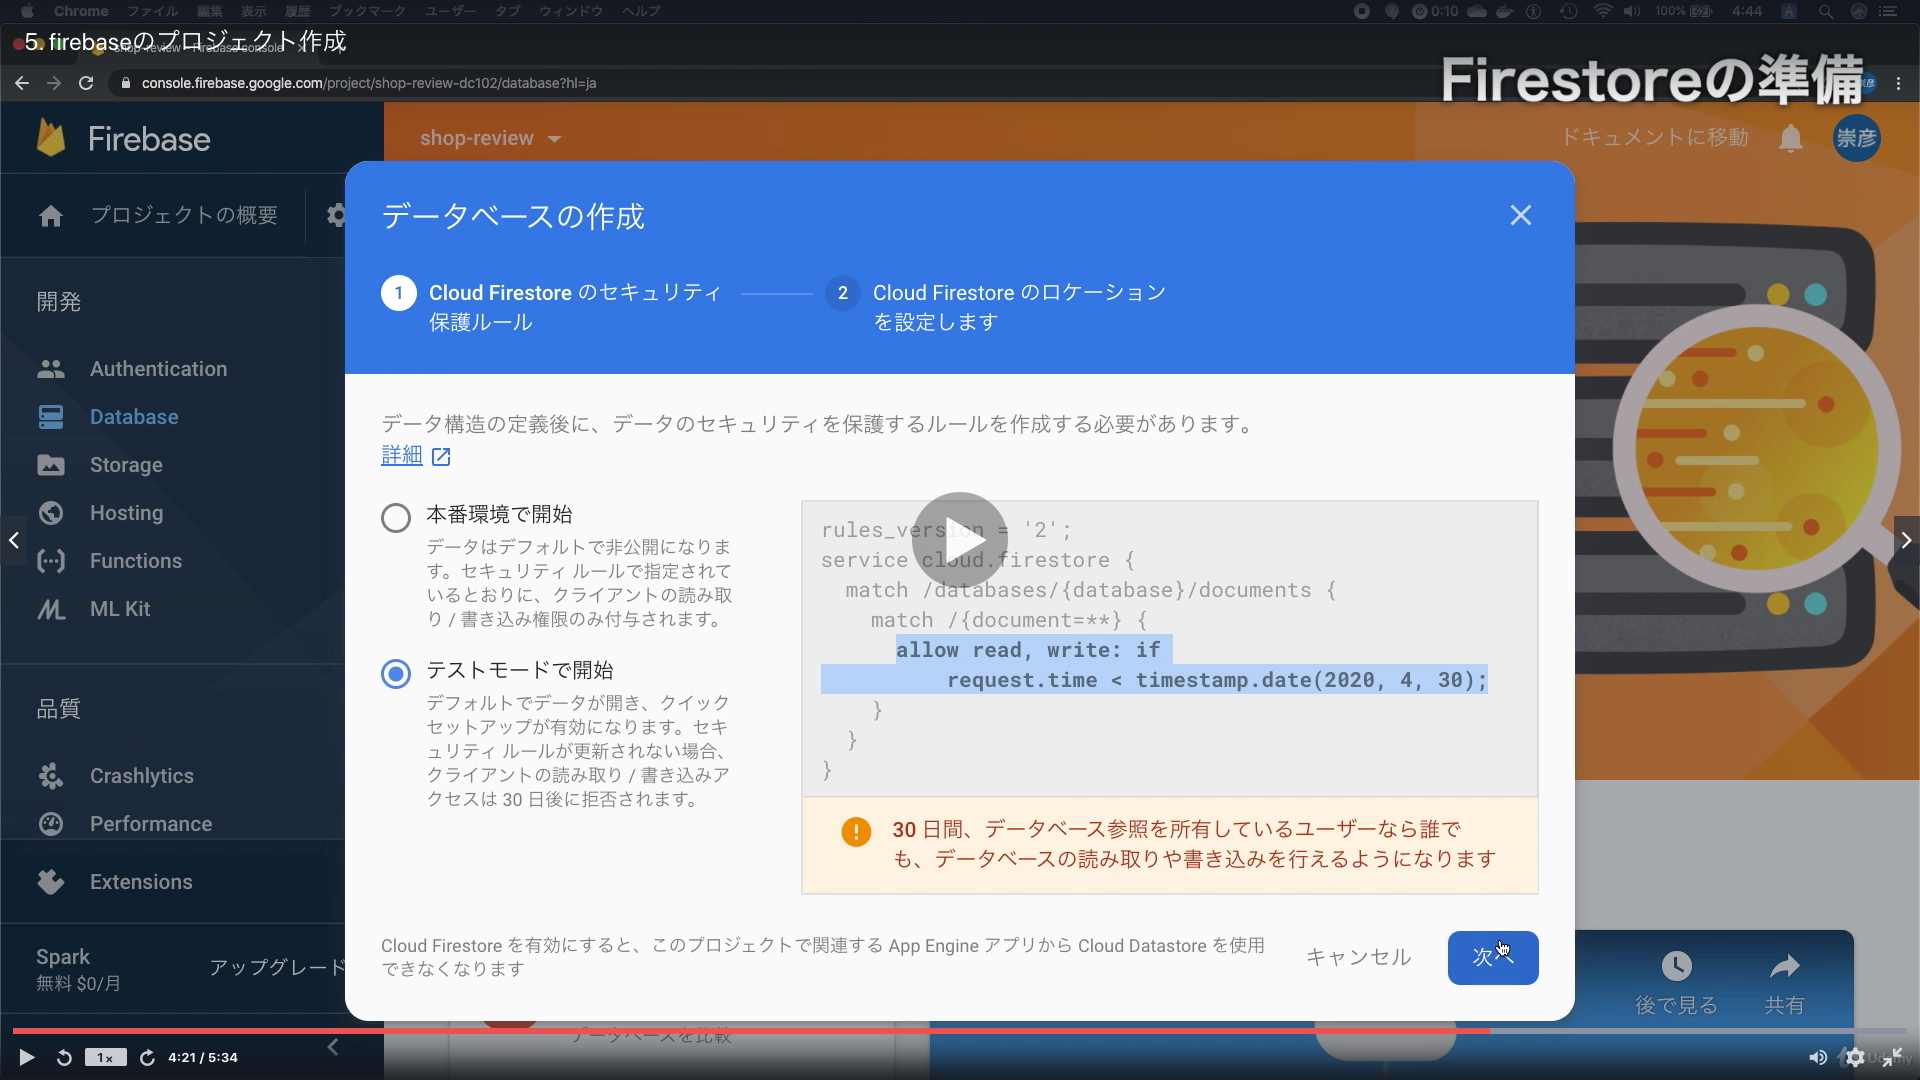 Chrome ファイル 編集 表示 履歴 ブックマーク ユーザー タブ ウィンドウ ヘルプ
0:10 100% 4:44 A
5. firebaseのプロジェクト作成
shop-review – Firebase console
console.firebase.google.com/project/shop-review-dc102/database?hl=ja
Firestoreの準備
Firebase
shop-review
ドキュメントに移動
崇彦
プロジェクトの概要
開発
Authentication
Database
Storage
Hosting
Functions
ML Kit
品質
Crashlytics
Performance
Extensions
Spark
無料 $0/月
アップグレード
データベースの作成
1
Cloud Firestore のセキュリティ
保護ルール
2
Cloud Firestore のロケーション
を設定します
データ構造の定義後に、データのセキュリティを保護するルールを作成する必要があります。
詳細
本番環境で開始
データはデフォルトで非公開になりま
す。セキュリティ ルールで指定されて
いるとおりに、クライアントの読み取
り / 書き込み権限のみ付与されます。
テストモードで開始
デフォルトでデータが開き、クイック
セットアップが有効になります。セキ
ュリティ ルールが更新されない場合、
クライアントの読み取り / 書き込みア
クセスは 30 日後に拒否されます。
rules_version = '2';
service cloud.firestore {
match /databases/{database}/documents {
match /{document=**} {
allow read, write: if
request.time < timestamp.date(2020, 4, 30);
}
}
}
30 日間、データベース参照を所有しているユーザーなら誰で
も、データベースの読み取りや書き込みを行えるようになります
Cloud Firestore を有効にすると、このプロジェクトで関連する App Engine アプリから Cloud Datastore を使用
できなくなります
キャンセル
次へ
データベースを比較
後で見る
共有
1x
4:21 / 5:34
Udemy